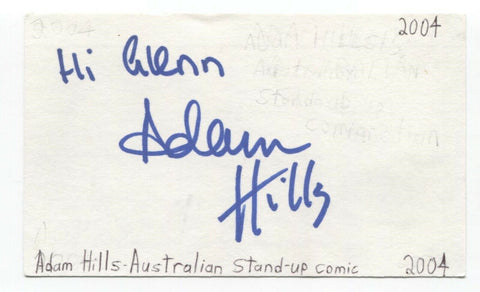 2004
Hi Glenn
Adam
Hills
Adam Hills-Australian Stand-up comic 2004